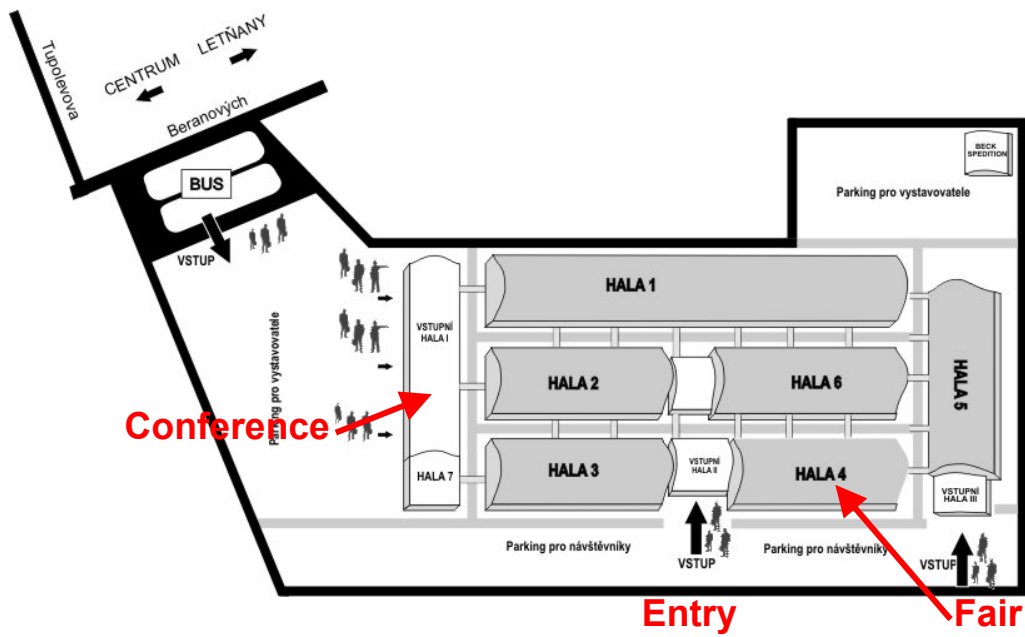 Tupolevova
CENTRUM
LETŇANY
Beranových
BUS
VSTUP
BECK
SPEDITION
Parking pro vystavovatele
Parking pro vystavovatele
VSTUPNÍ
HALA I
HALA 1
HALA 2
HALA 6
HALA 5
Conference
HALA 7
HALA 3
VSTUPNÍ
HALA II
HALA 4
VSTUPNÍ
HALA III
Parking pro návštěvníky
VSTUP
Parking pro návštěvníky
VSTUP
Entry
Fair